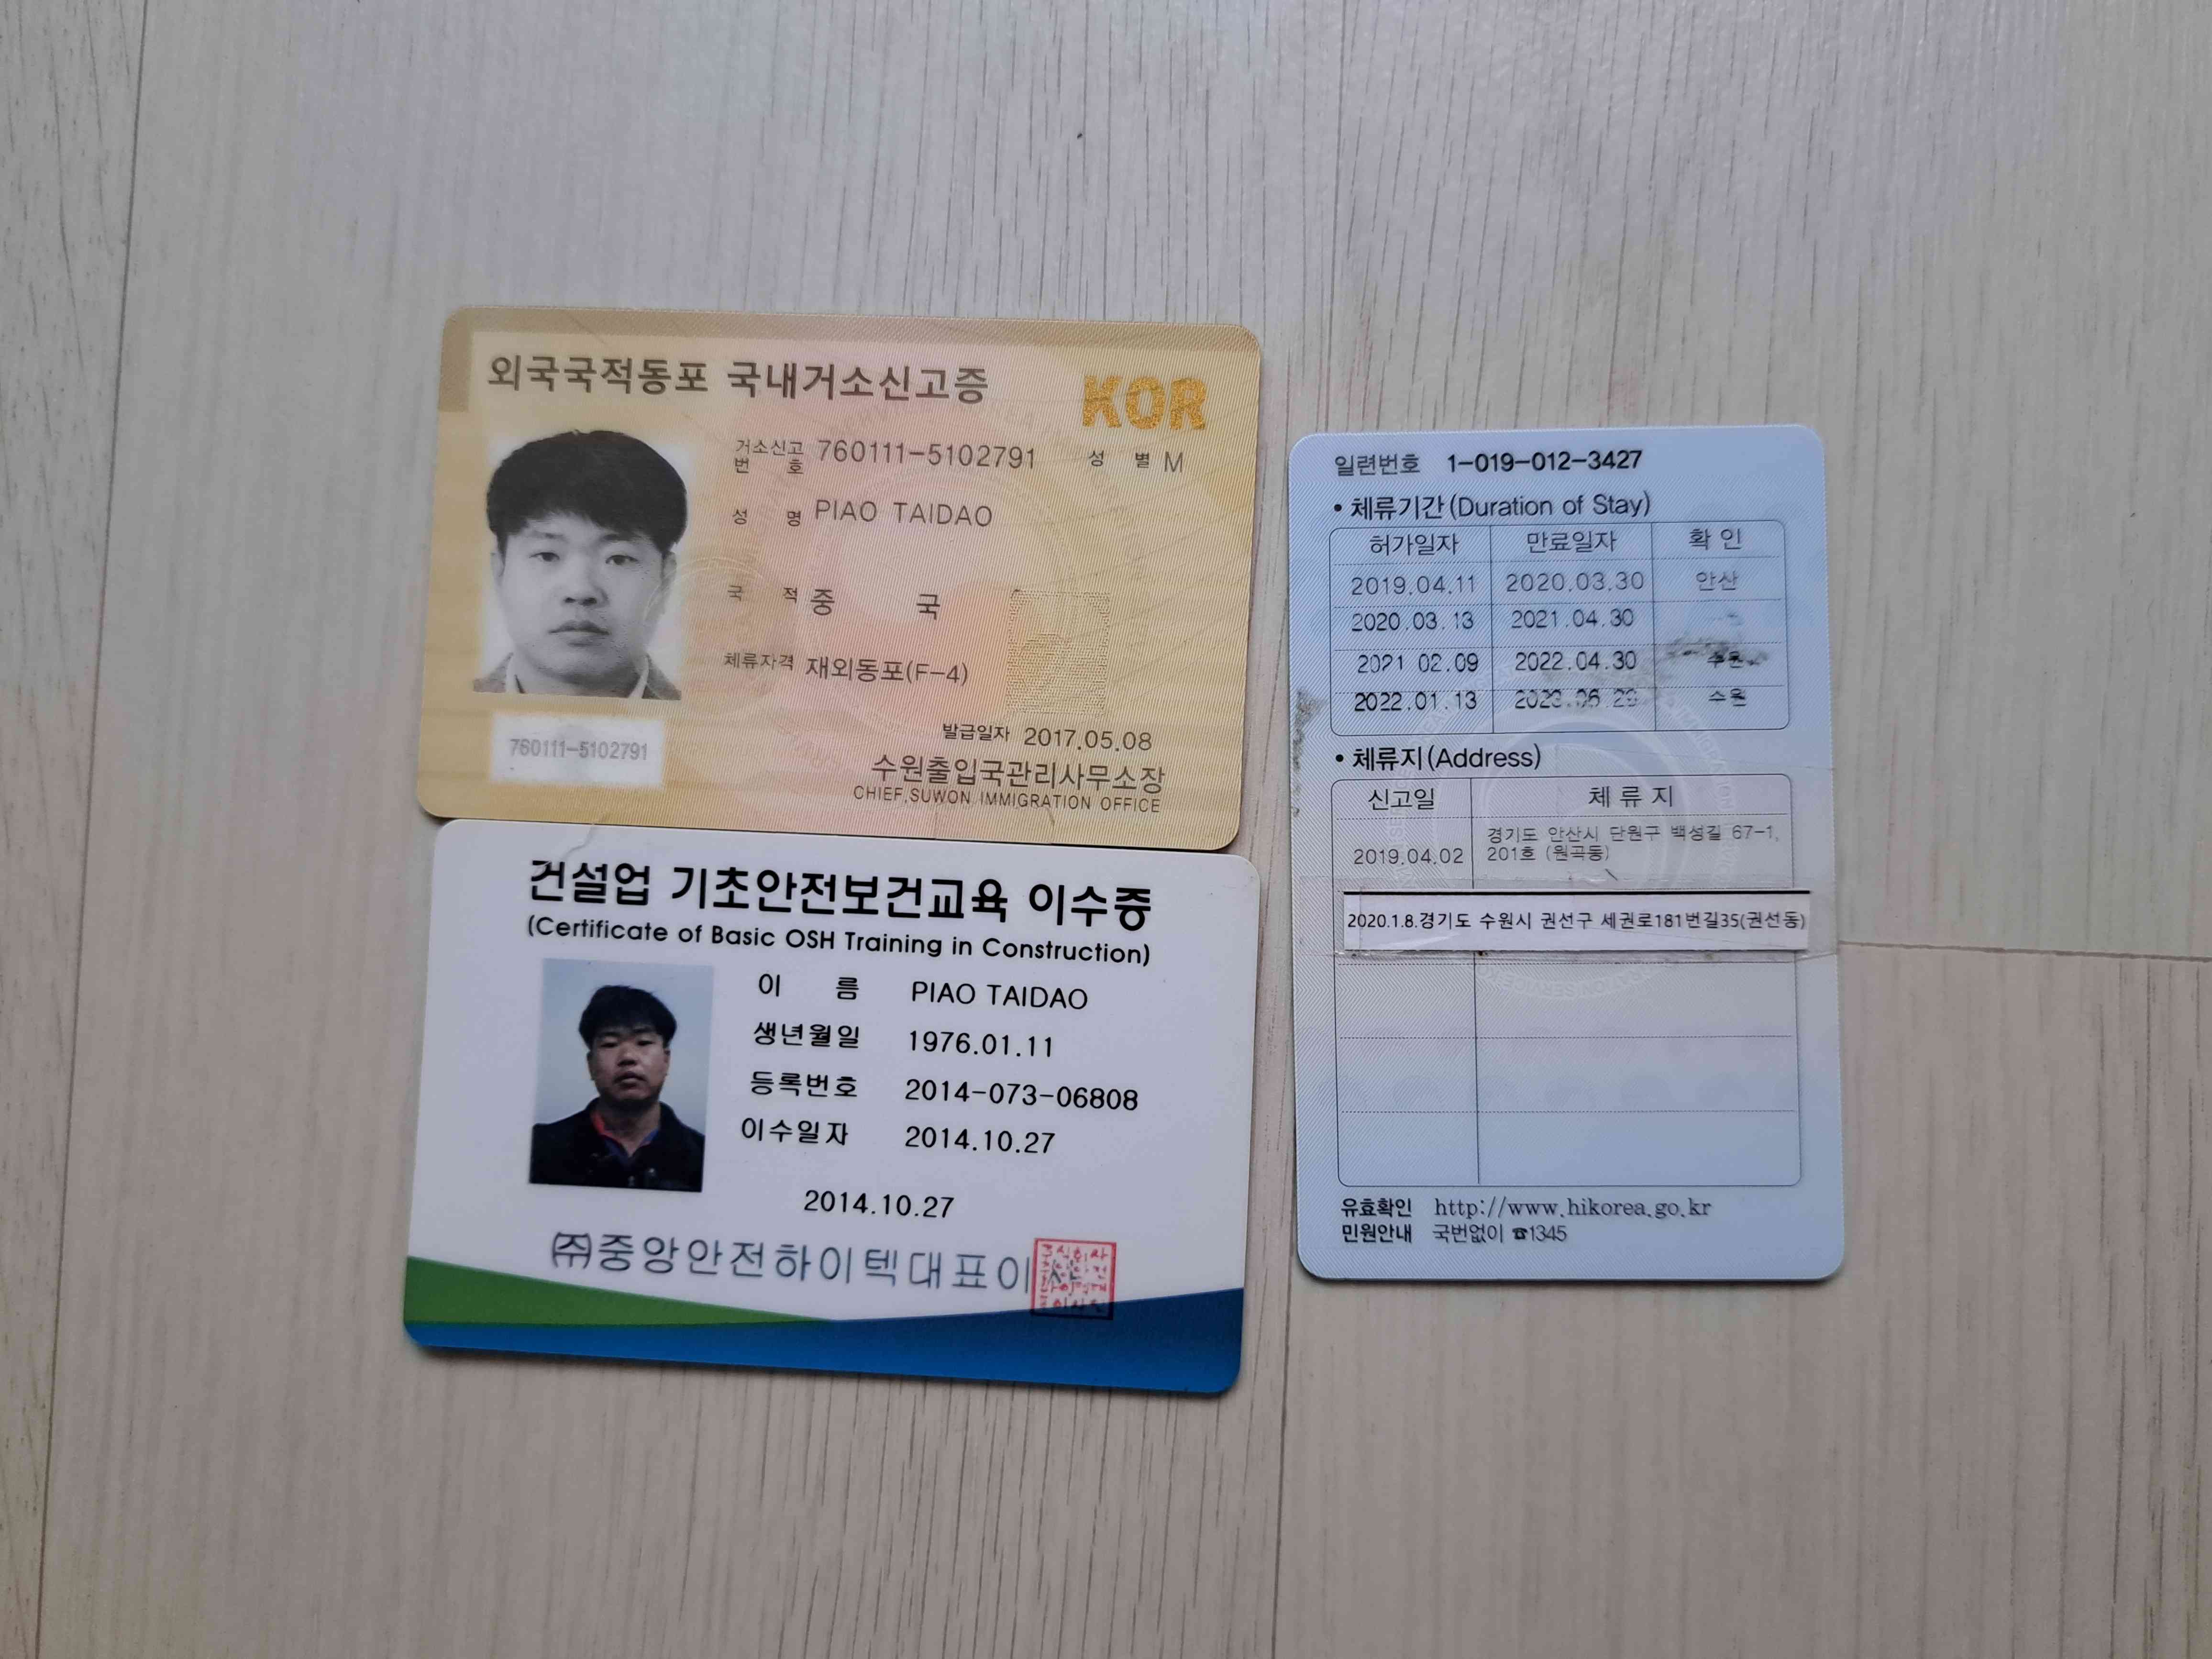 외국국적동포 국내거소신고증
KOR
거소신고번호 760111-5102791 성별 M
성명 PIAO TAIDAO
국적 중국
체류자격 재외동포(F-4)
760111-5102791
발급일자 2017.05.08
수원출입국관리사무소장
CHIEF,SUWON IMMIGRATION OFFICE
건설업 기초안전보건교육 이수증
(Certificate of Basic OSH Training in Construction)
이름 PIAO TAIDAO
생년월일 1976.01.11
등록번호 2014-073-06808
이수일자 2014.10.27
2014.10.27
㈜중앙안전하이텍대표이사
일련번호 1-019-012-3427
• 체류기간(Duration of Stay)
허가일자 만료일자 확인
2019.04.11 2020.03.30 안산
2020.03.13 2021.04.30
2021 02.09 2022.04.30 수원
2022.01.13 수원
• 체류지(Address)
신고일 체류지
2019.04.02 경기도 안산시 단원구 백성길 67-1,
201호 (원곡동)
2020.1.8.경기도 수원시 권선구 세권로181번길35(권선동)
유효확인 http://www.hikorea.go.kr
민원안내 국번없이 ☎1345